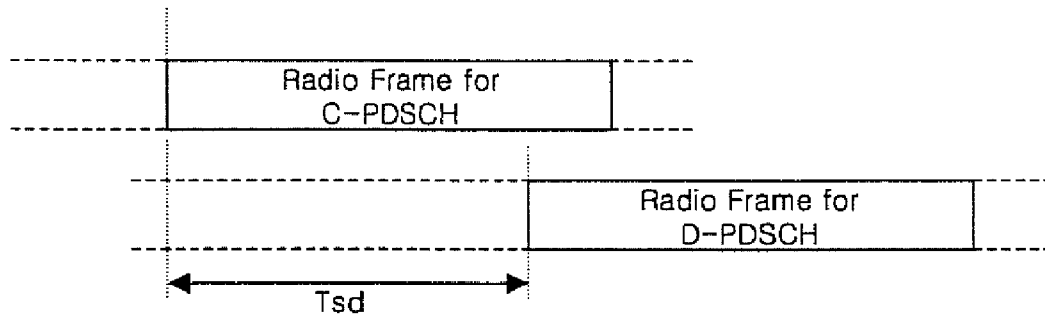 Radio Frame for
C-PDSCH
Radio Frame for
D-PDSCH
Tsd